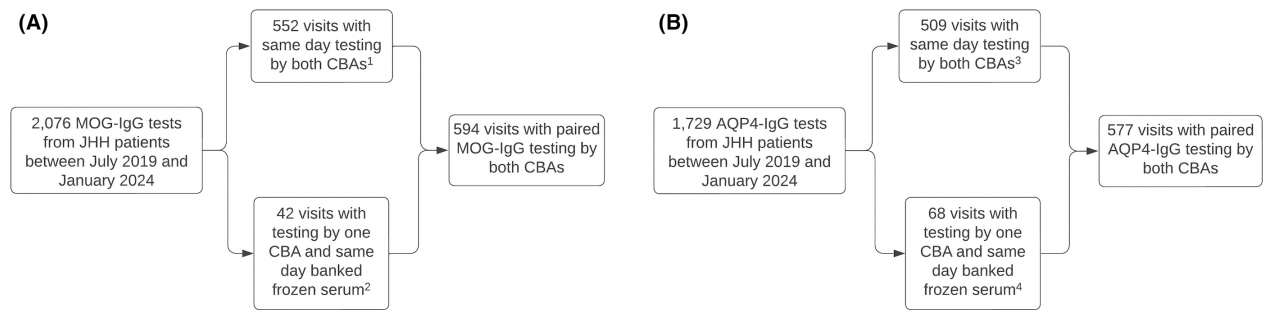 (A)
552 visits with
same day testing
by both CBAs¹
2,076 MOG-IgG tests
from JHH patients
between July 2019 and
January 2024
594 visits with paired
MOG-IgG testing by
both CBAs
42 visits with
testing by one
CBA and same
day banked
frozen serum²
(B)
509 visits with
same day testing
by both CBAs³
1,729 AQP4-IgG tests
from JHH patients
between July 2019 and
January 2024
577 visits with paired
AQP4-IgG testing by
both CBAs
68 visits with
testing by one
CBA and same
day banked
frozen serum⁴